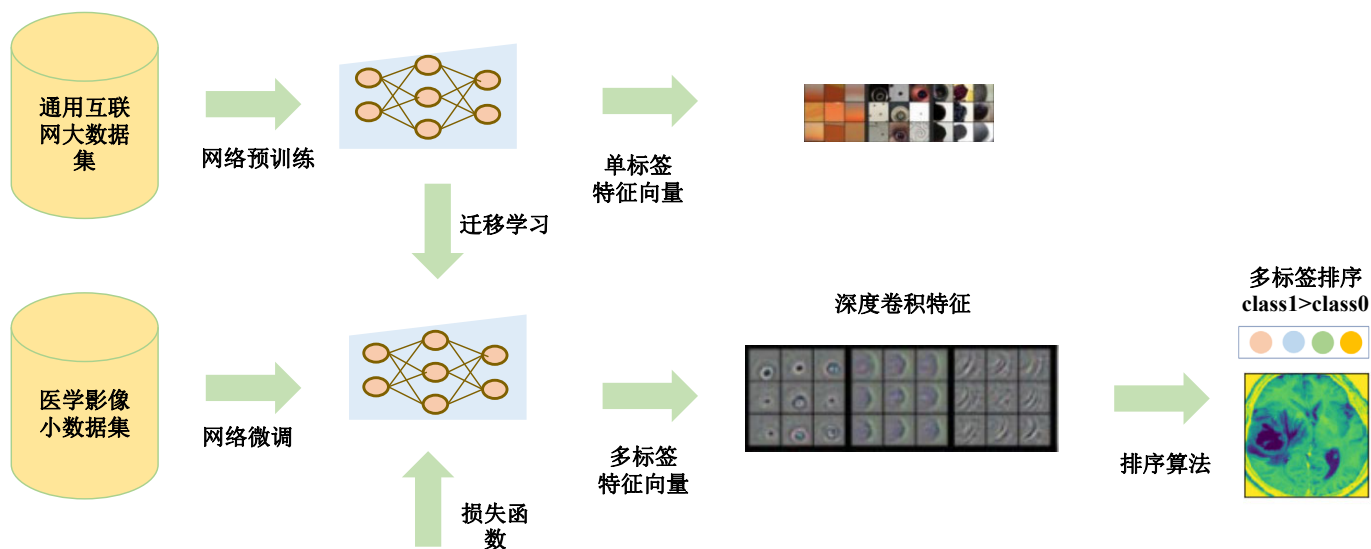 通用互联
网大数据
集
网络预训练
单标签
特征向量
迁移学习
医学影像
小数据集
网络微调
损失函
数
多标签
特征向量
深度卷积特征
排序算法
多标签排序
class1>class0